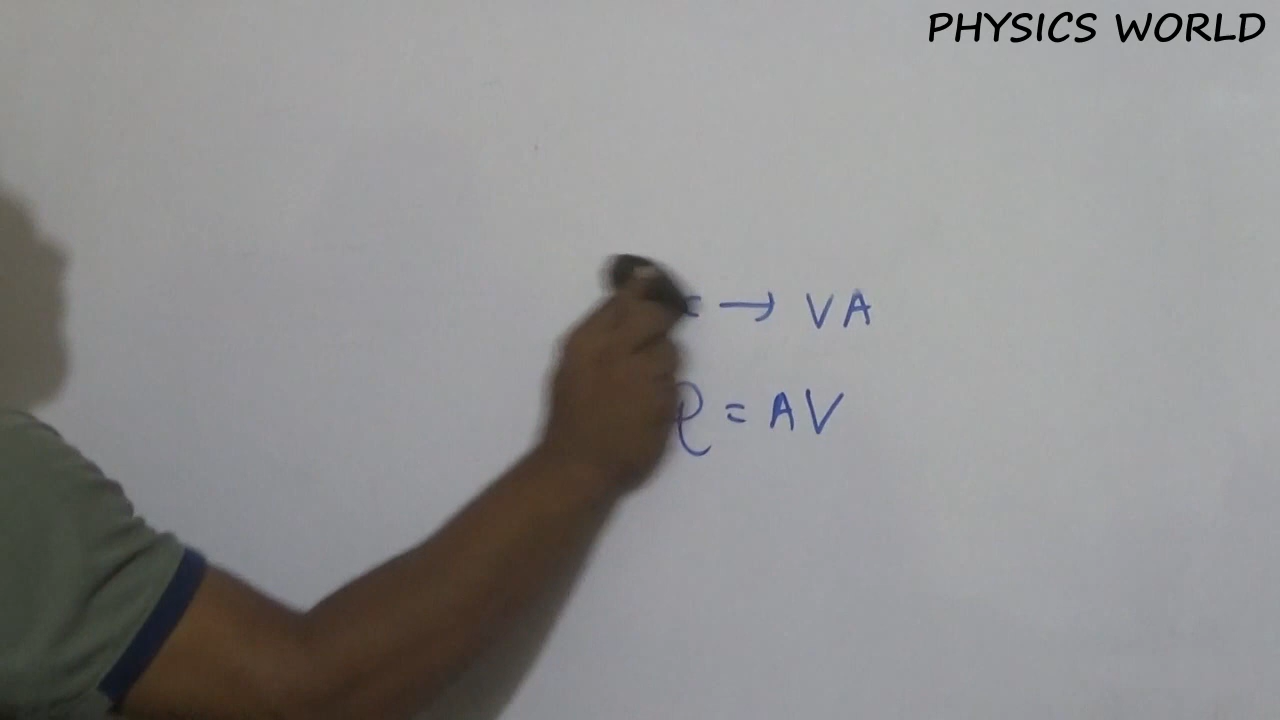 PHYSICS WORLD
→ VA
= AV